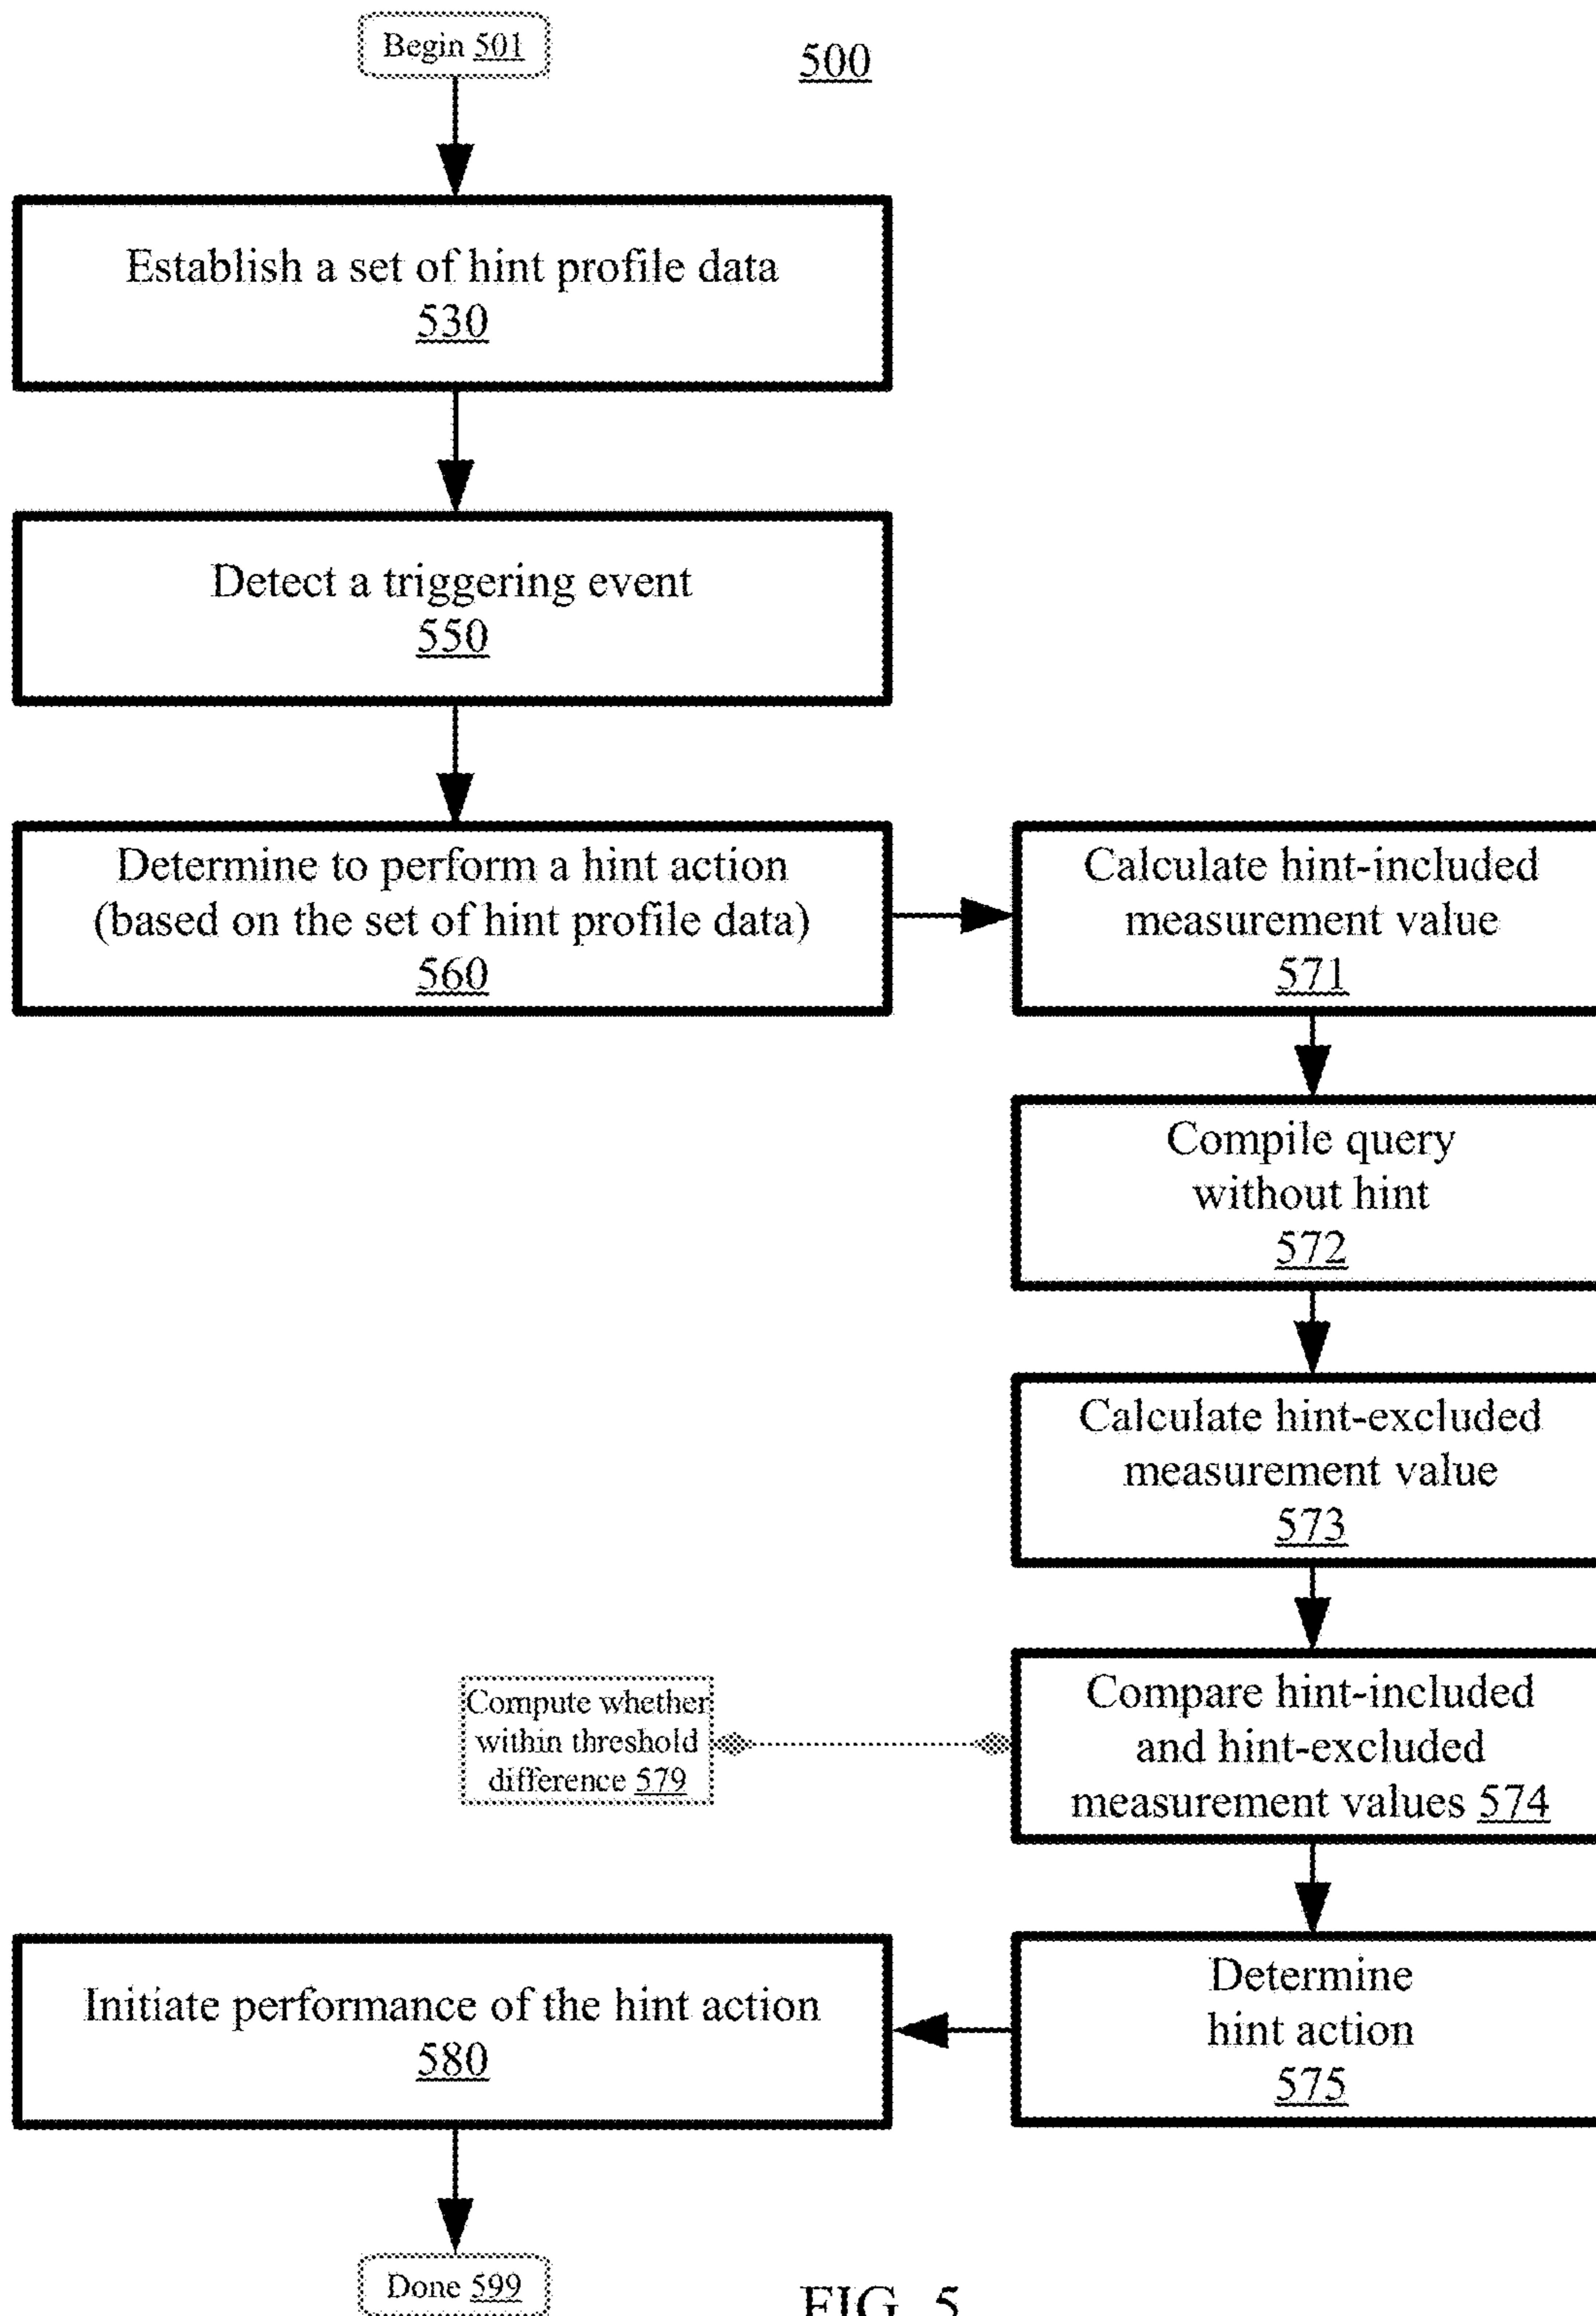 Begin 501
500
Establish a set of hint profile data
530
Detect a triggering event
550
Determine to perform a hint action
(based on the set of hint profile data)
560
Calculate hint-included
measurement value
571
Compile query
without hint
572
Calculate hint-excluded
measurement value
573
Compare hint-included
and hint-excluded
measurement values 574
Compute whether
within threshold
difference 579
Determine
hint action
575
Initiate performance of the hint action
580
Done 599
FIG. 5